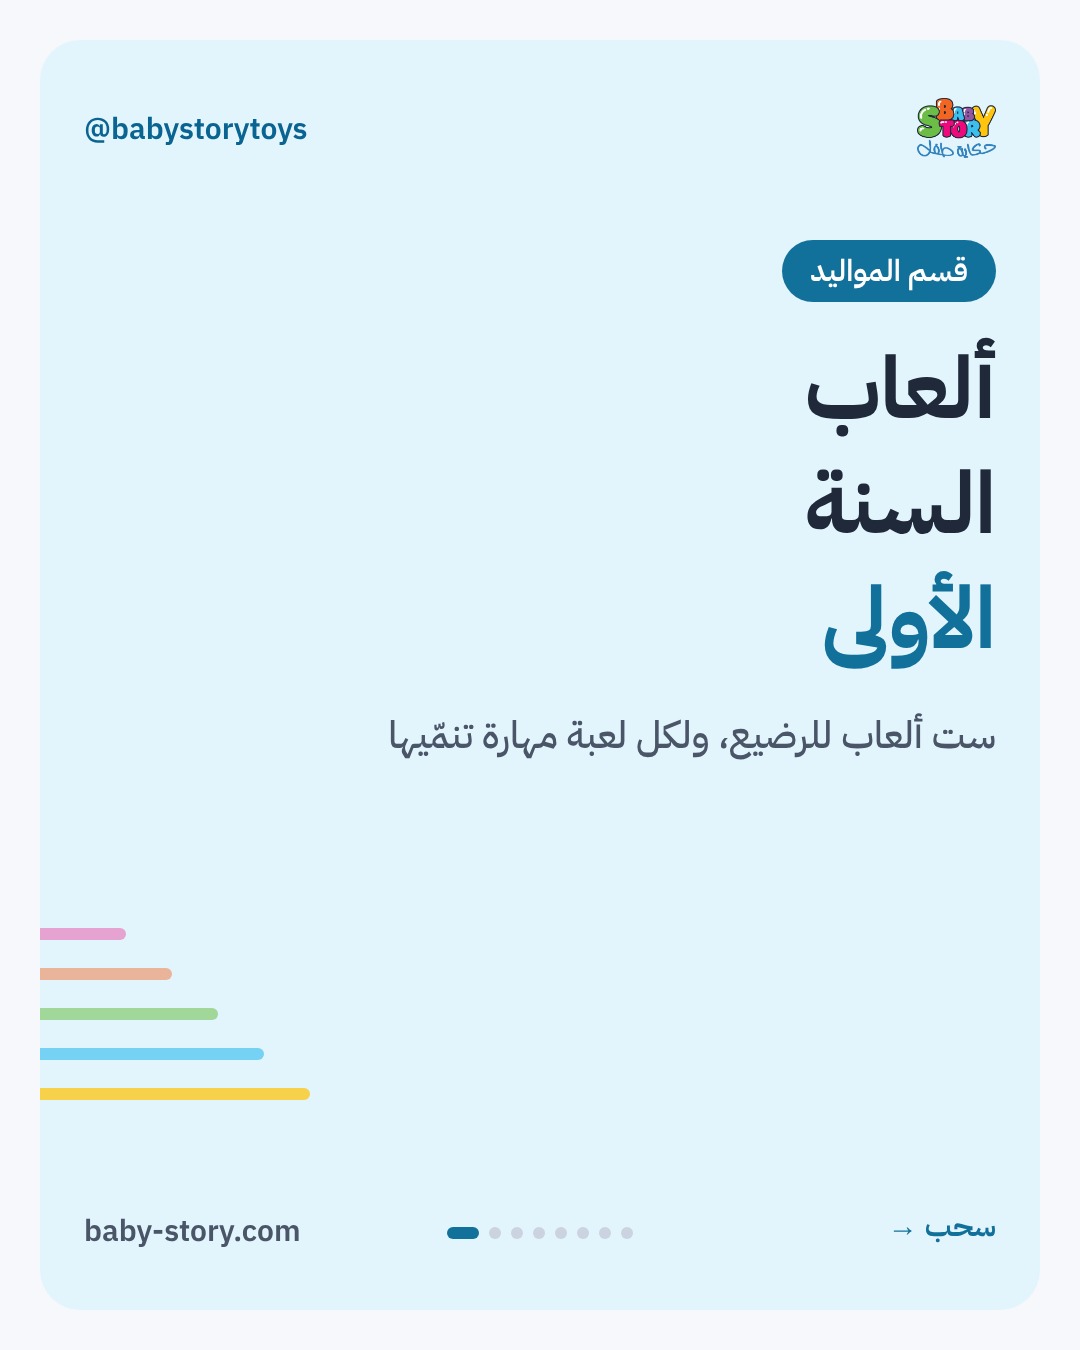 @babystorytoys
BABY
STORY
حكاية طفل
قسم المواليد
ألعاب
السنة
الأولى
ست ألعاب للرضيع، ولكل لعبة مهارة تنمّيها
baby-story.com
سحب →